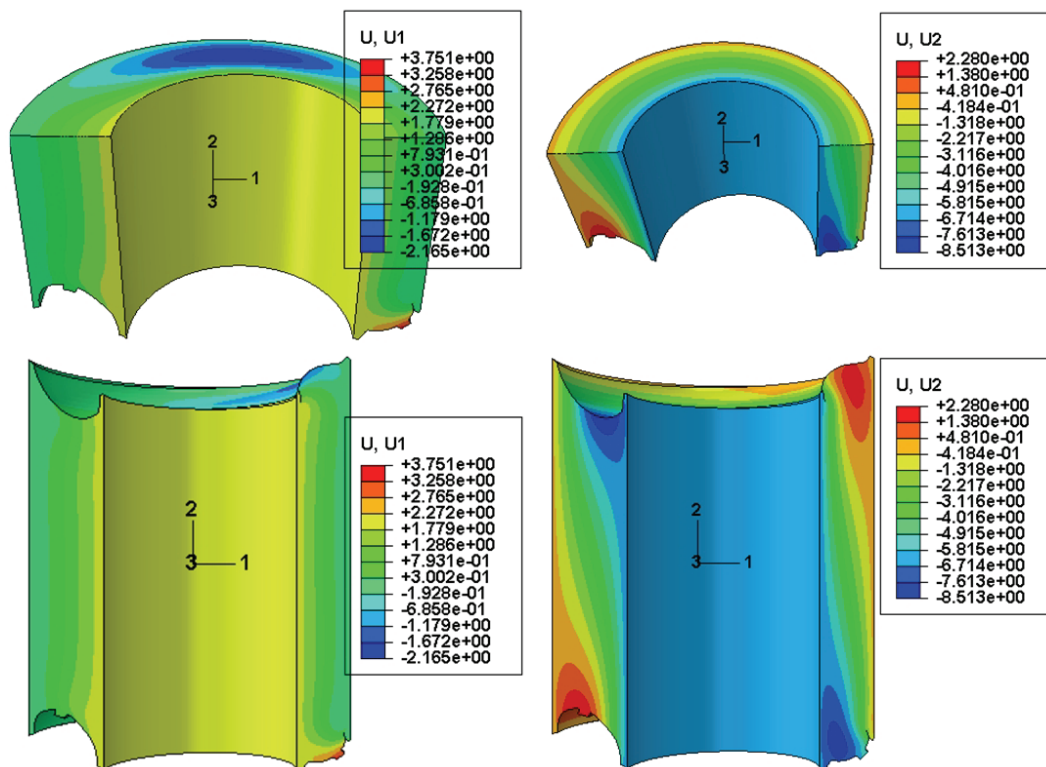 U, U1
+3.751e+00
+3.258e+00
+2.765e+00
+2.272e+00
+1.779e+00
+1.286e+00
+7.931e-01
+3.002e-01
-1.928e-01
-6.858e-01
-1.179e+00
-1.672e+00
-2.165e+00
2
1
3
U, U2
+2.280e+00
+1.380e+00
+4.810e-01
-4.184e-01
-1.318e+00
-2.217e+00
-3.116e+00
-4.016e+00
-4.915e+00
-5.815e+00
-6.714e+00
-7.613e+00
-8.513e+00
2
1
3
U, U1
+3.751e+00
+3.258e+00
+2.765e+00
+2.272e+00
+1.779e+00
+1.286e+00
+7.931e-01
+3.002e-01
-1.928e-01
-6.858e-01
-1.179e+00
-1.672e+00
-2.165e+00
2
3 1
U, U2
+2.280e+00
+1.380e+00
+4.810e-01
-4.184e-01
-1.318e+00
-2.217e+00
-3.116e+00
-4.016e+00
-4.915e+00
-5.815e+00
-6.714e+00
-7.613e+00
-8.513e+00
2
3 1